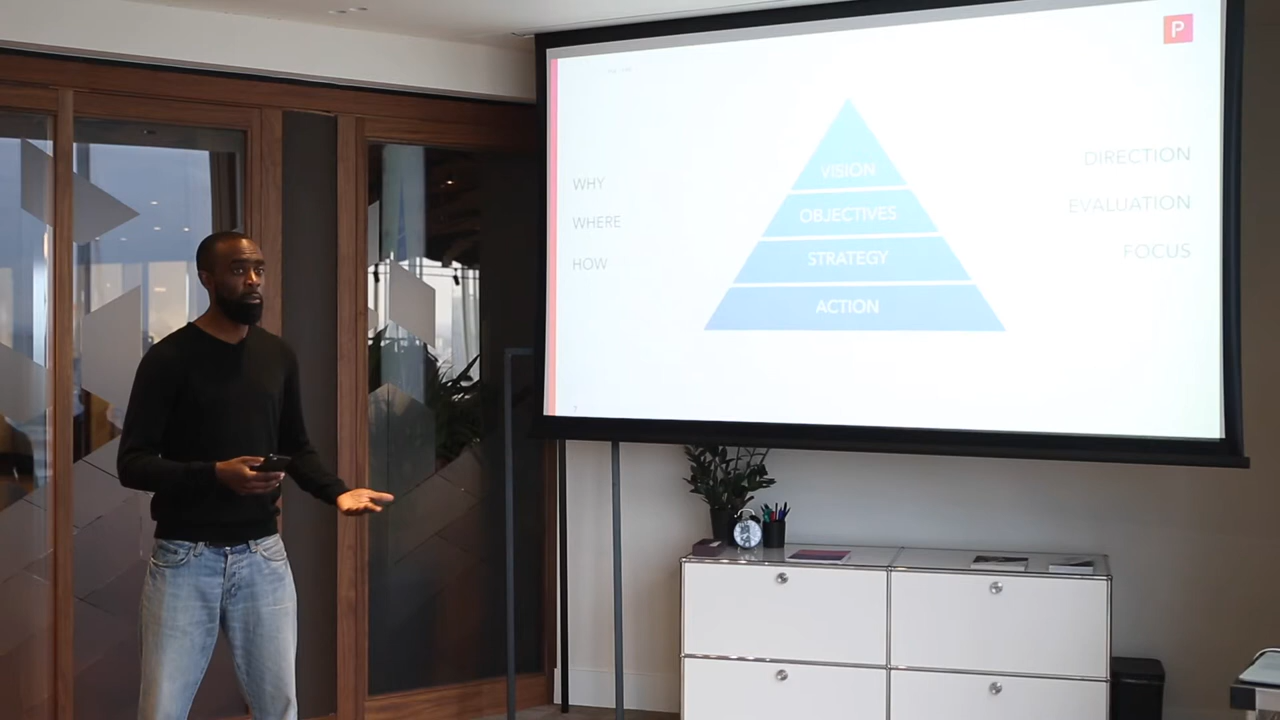 P
WHY
WHERE
HOW
VISION
OBJECTIVES
STRATEGY
ACTION
DIRECTION
EVALUATION
FOCUS